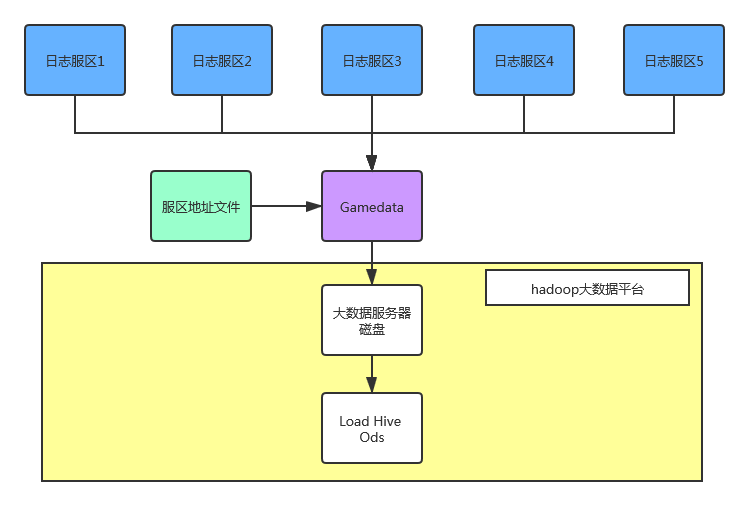 日志服区1
日志服区2
日志服区3
日志服区4
日志服区5
服区地址文件
Gamedata
hadoop大数据平台
大数据服务器
磁盘
Load Hive
Ods